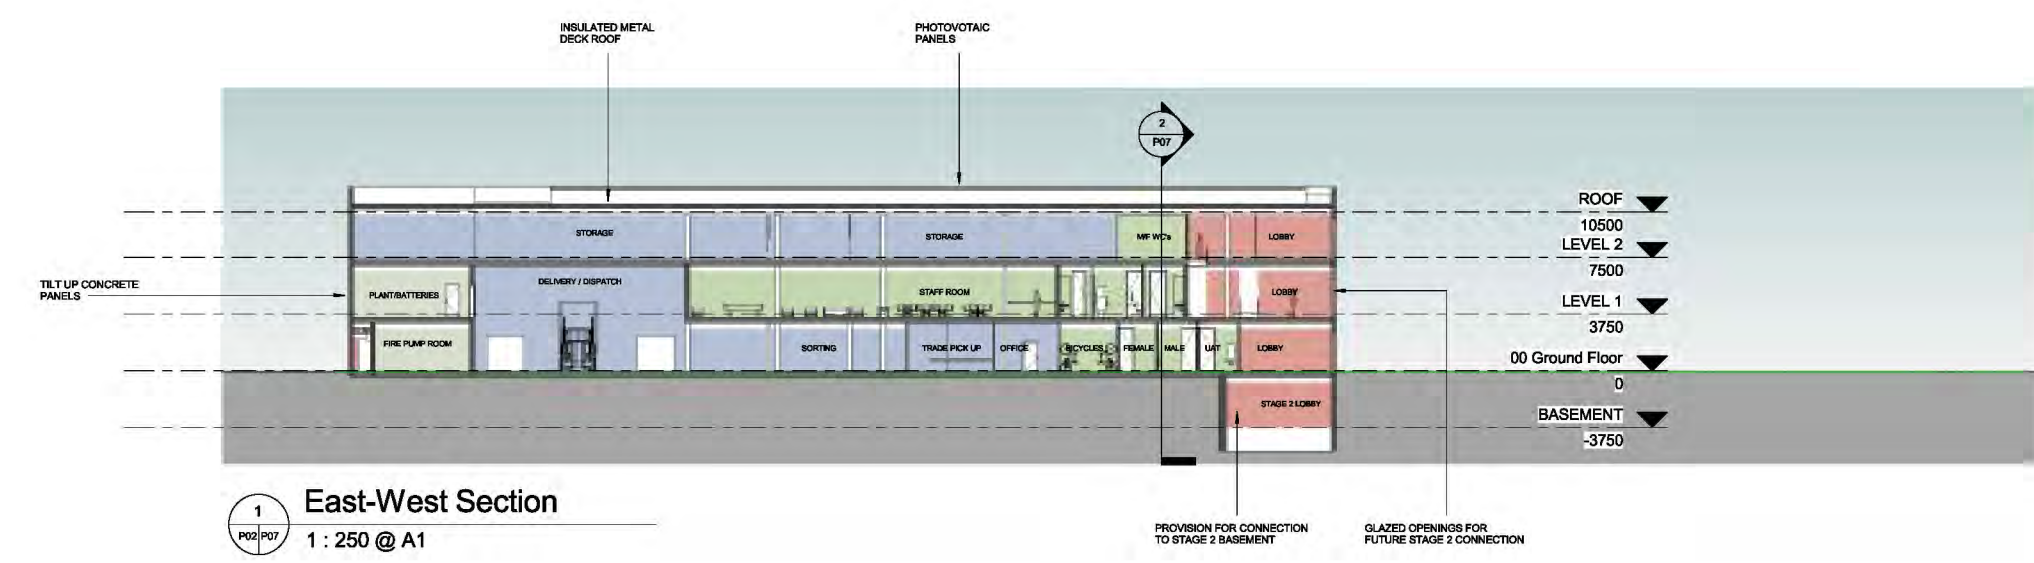 INSULATED METAL
DECK ROOF
PHOTOVOTAIC
PANELS
2
P07
ROOF
10500
LEVEL 2
7500
LEVEL 1
3750
00 Ground Floor
0
BASEMENT
-3750
STORAGE
STORAGE
M/F WC's
LOBBY
TILT UP CONCRETE
PANELS
PLANT/BATTERIES
DELIVERY / DISPATCH
STAFF ROOM
LOBBY
FIRE PUMP ROOM
SORTING
TRADE PICK UP
OFFICE
BICYCLES
FEMALE
MALE
UAT
LOBBY
STAGE 2 LOBBY
1
P02 P07
East-West Section
1 : 250 @ A1
PROVISION FOR CONNECTION
TO STAGE 2 BASEMENT
GLAZED OPENINGS FOR
FUTURE STAGE 2 CONNECTION